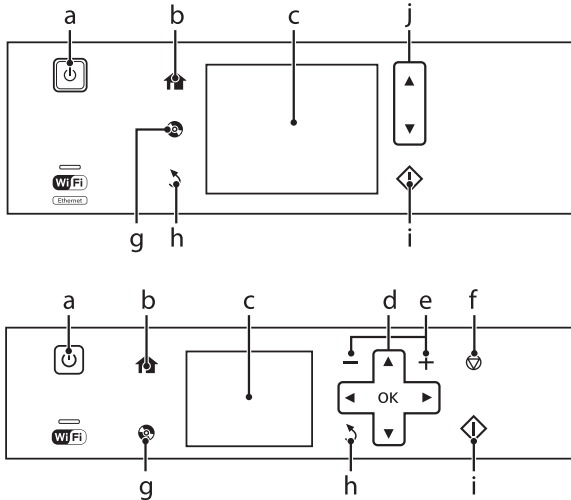 a b c j
WiFi
Ethernet
g h i
a b c d e f
OK
WiFi
g h i